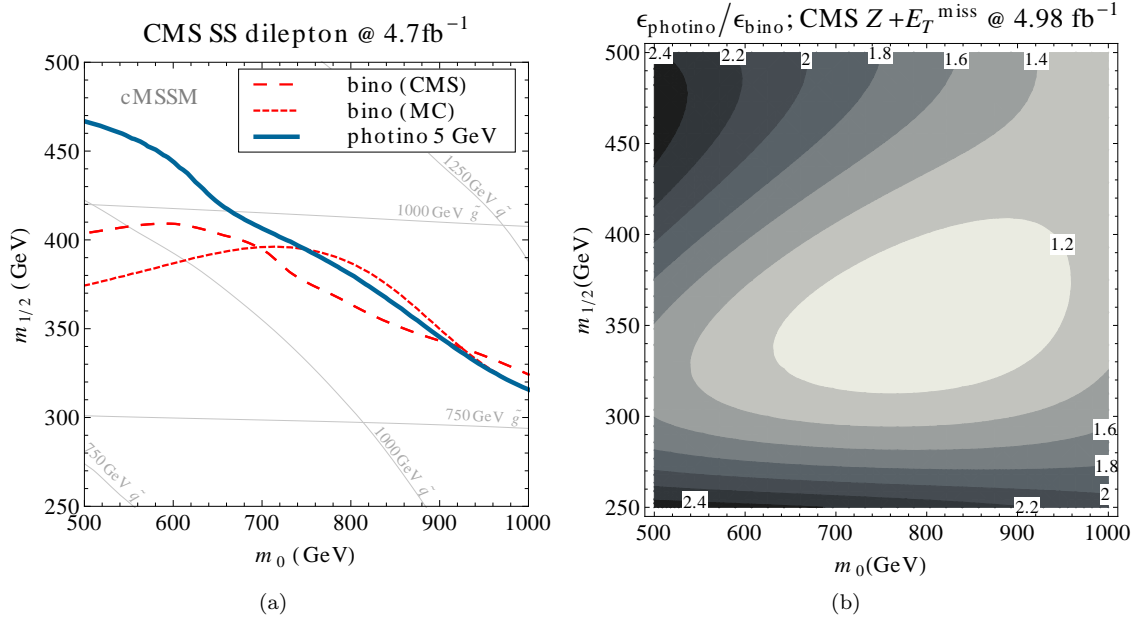 CMS SS dilepton @ 4.7fb⁻¹
500
450
400
350
300
250
m₁/₂ (GeV)
cMSSM
bino (CMS)
bino (MC)
photino 5 GeV
1250 GeV q̃
1000 GeV g̃
750 GeV g̃
1000 GeV q̃
750 GeV q̃
500 600 700 800 900 1000
m₀ (GeV)
(a)
ϵphotino/ϵbino; CMS Z+E_T^miss @ 4.98 fb⁻¹
500
450
400
350
300
250
m₁/₂(GeV)
2.4 2.2 2 1.8 1.6 1.4
1.2
1.6
1.8
2
2.4 2.2
500 600 700 800 900 1000
m₀(GeV)
(b)